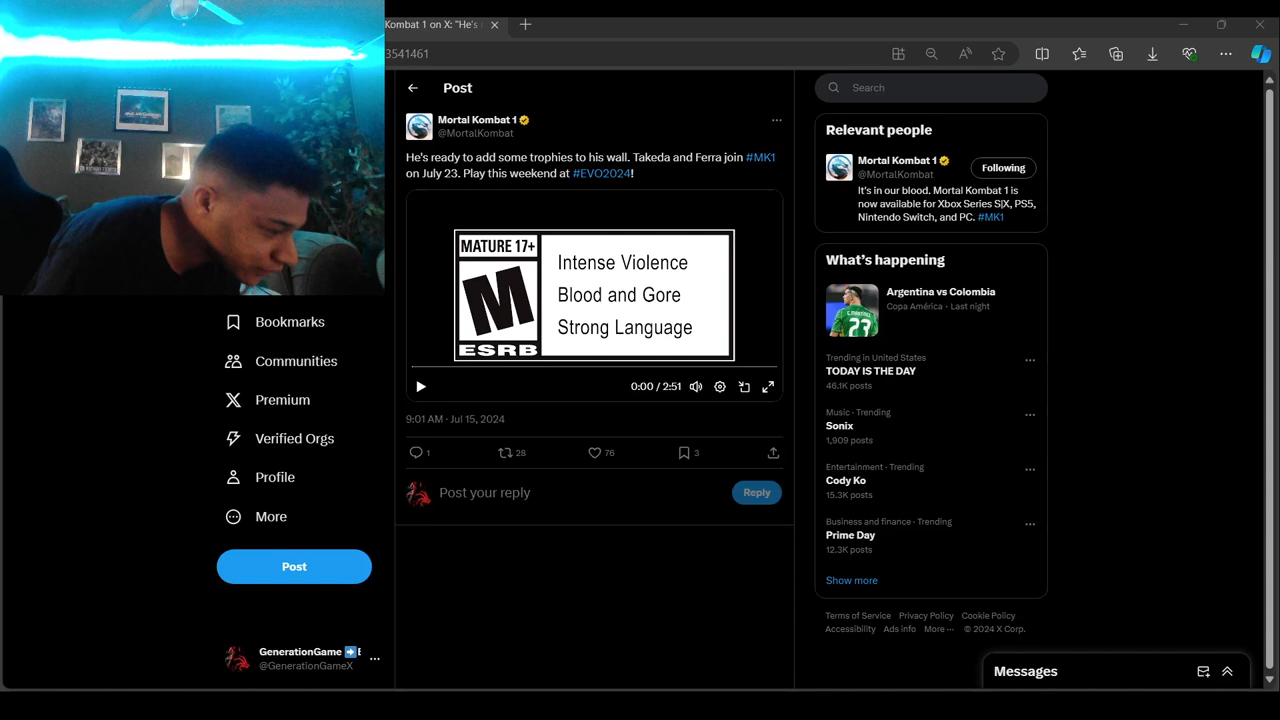 Kombat 1 on X: "He's
3541461
Post
Mortal Kombat 1
@MortalKombat
He's ready to add some trophies to his wall. Takeda and Ferra join #MK1
on July 23. Play this weekend at #EVO2024!
MATURE 17+
M
ESRB
Intense Violence
Blood and Gore
Strong Language
0:00 / 2:51
9:01 AM · Jul 15, 2024
1
28
76
3
Post your reply
Reply
Bookmarks
Communities
Premium
Verified Orgs
Profile
More
Post
GenerationGame
@GenerationGameX
Search
Relevant people
Mortal Kombat 1
@MortalKombat
Following
It's in our blood. Mortal Kombat 1 is
now available for Xbox Series S|X, PS5,
Nintendo Switch, and PC. #MK1
What's happening
Argentina vs Colombia
Copa América · Last night
Trending in United States
TODAY IS THE DAY
46.1K posts
Music · Trending
Sonix
1,909 posts
Entertainment · Trending
Cody Ko
15.3K posts
Business and finance · Trending
Prime Day
12.3K posts
Show more
Terms of Service Privacy Policy Cookie Policy
Accessibility Ads info More ··· © 2024 X Corp.
Messages